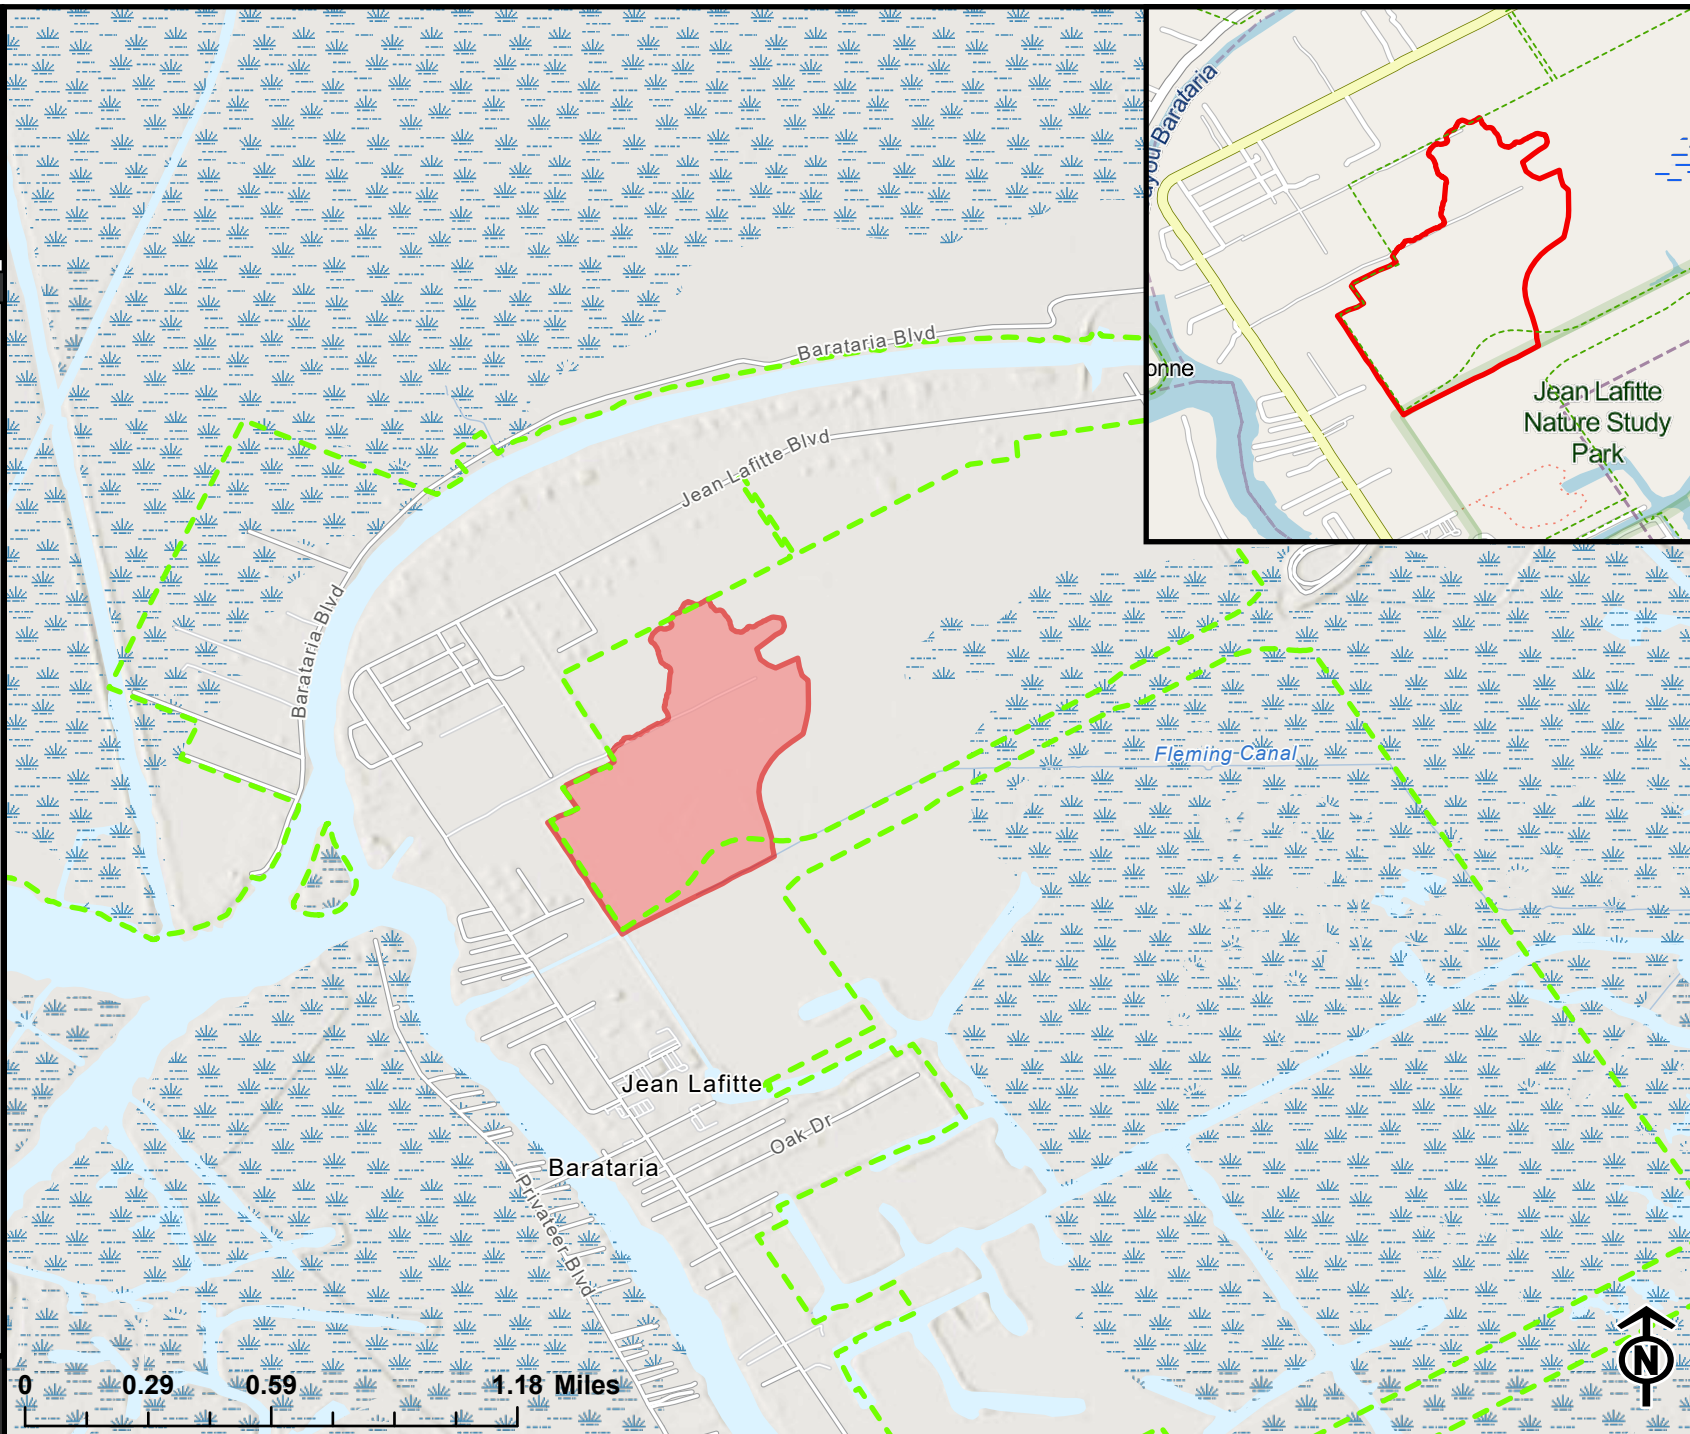 ayou Barataria
onne
Jean Lafitte
Nature Study
Park
Barataria Blvd
Jean Lafitte Blvd
Barataria Blvd
Fleming Canal
Jean Lafitte
Oak Dr
Barataria
Privateer Blvd
0 0.29 0.59 1.18 Miles
N